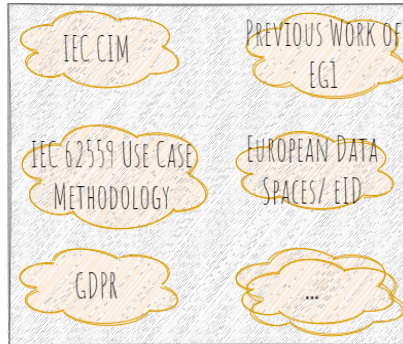 IEC CIM
Previous Work of
EG1
IEC 62559 Use Case
Methodology
European Data
Spaces/ eID
GDPR
...